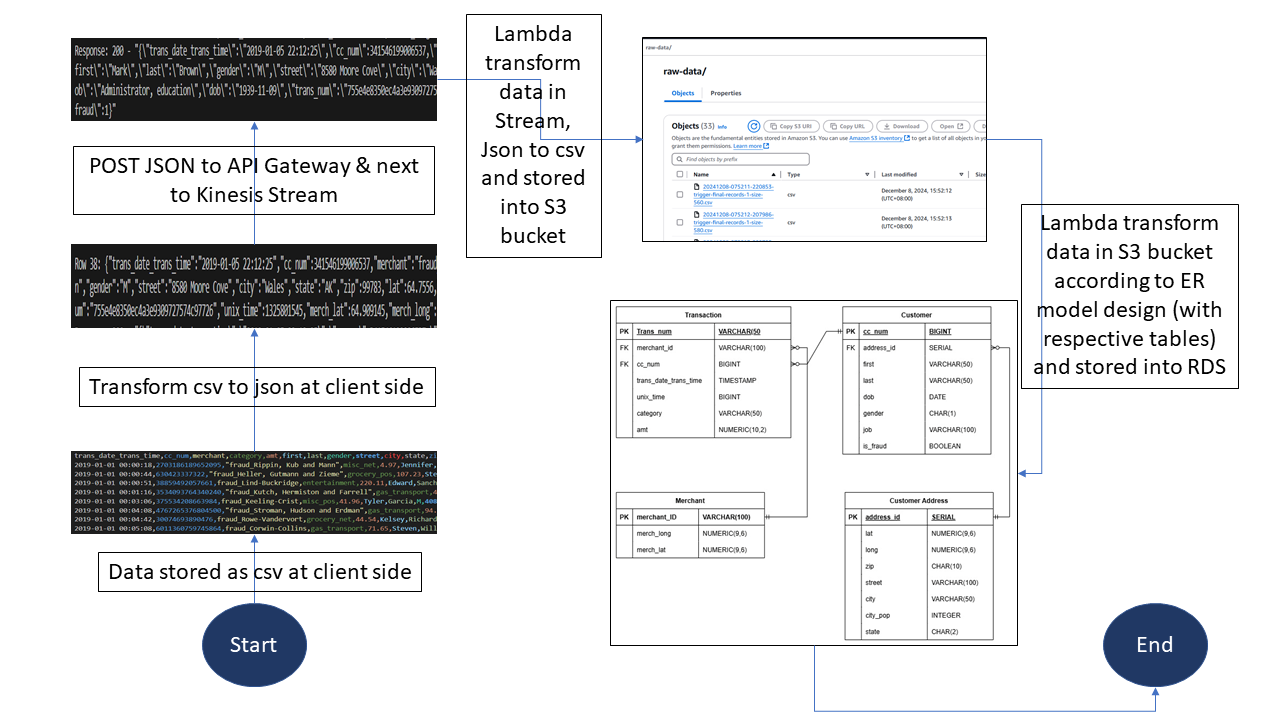 Response: 200 - "{\"trans_date_trans_time\":\"2019-01-05 22:12:25\",\"cc_num\":341546199006537,\"
first\":\"Mark\",\"last\":\"Brown\",\"gender\":\"M\",\"street\":\"8580 Moore Cove\",\"city\":\"Wa
ob\":\"Administrator, education\",\"dob\":\"1939-11-09\",\"trans_num\":\"755e4e8350ec4a3e93097275
fraud\":1}"
POST JSON to API Gateway & next
to Kinesis Stream
Row 38: {"trans_date_trans_time":"2019-01-05 22:12:25","cc_num":341546199006537,"merchant":"fraud
n","gender":"M","street":"8580 Moore Cove","city":"Wales","state":"AK","zip":99783,"lat":64.7556,
um":"755e4e8350ec4a3e9309727574c97726","unix_time":1325801545,"merch_lat":64.909145,"merch_long":
Transform csv to json at client side
trans_date_trans_time,cc_num,merchant,category,amt,first,last,gender,street,city,state,zi
2019-01-01 00:00:18,2703186189652095,"fraud_Rippin, Kub and Mann",misc_net,4.97,Jennifer,
2019-01-01 00:00:44,630423337322,"fraud_Heller, Gutmann and Zieme",grocery_pos,107.23,Ste
2019-01-01 00:00:51,38859492057661,fraud_Lind-Buckridge,entertainment,220.11,Edward,Sanch
2019-01-01 00:01:16,3534093764340240,"fraud_Kutch, Hermiston and Farrell",gas_transport,4
2019-01-01 00:03:06,375534208663984,fraud_Keeling-Crist,misc_pos,41.96,Tyler,Garcia,M,408
2019-01-01 00:04:08,4767265376804500,"fraud_Stroman, Hudson and Erdman",gas_transport,94.
2019-01-01 00:04:42,30074693890476,fraud_Rowe-Vandervort,grocery_net,44.54,Kelsey,Richard
2019-01-01 00:05:08,6011360759745864,fraud_Corwin-Collins,gas_transport,71.65,Steven,Will
Data stored as csv at client side
Start
Lambda
transform
data in
Stream,
Json to csv
and stored
into S3
bucket
raw-data/
raw-data/
Objects Properties
Objects (33) Info Copy S3 URI Copy URL Download Open D
Objects are the fundamental entities stored in Amazon S3. You can use Amazon S3 inventory to get a list of all objects in yo
grant them permissions. Learn more
Find objects by prefix
Name Type Last modified Size
20241208-075211-220853-
trigger-final-records-1-size-
560.csv
csv
December 8, 2024, 15:52:12
(UTC+08:00)
20241208-075212-207986-
trigger-final-records-1-size-
580.csv
csv
December 8, 2024, 15:52:13
(UTC+08:00)
Lambda transform
data in S3 bucket
according to ER
model design (with
respective tables)
and stored into RDS
Transaction
PK Trans_num VARCHAR(50
FK merchant_id VARCHAR(100)
FK cc_num BIGINT
trans_date_trans_time TIMESTAMP
unix_time BIGINT
category VARCHAR(50)
amt NUMERIC(10,2)
Customer
PK cc_num BIGINT
FK address_id SERIAL
first VARCHAR(50)
last VARCHAR(50)
dob DATE
gender CHAR(1)
job VARCHAR(100)
is_fraud BOOLEAN
Merchant
PK merchant_ID VARCHAR(100)
merch_long NUMERIC(9,6)
merch_lat NUMERIC(9,6)
Customer Address
PK address_id SERIAL
lat NUMERIC(9,6)
long NUMERIC(9,6)
zip CHAR(10)
street VARCHAR(100)
city VARCHAR(50)
city_pop INTEGER
state CHAR(2)
End